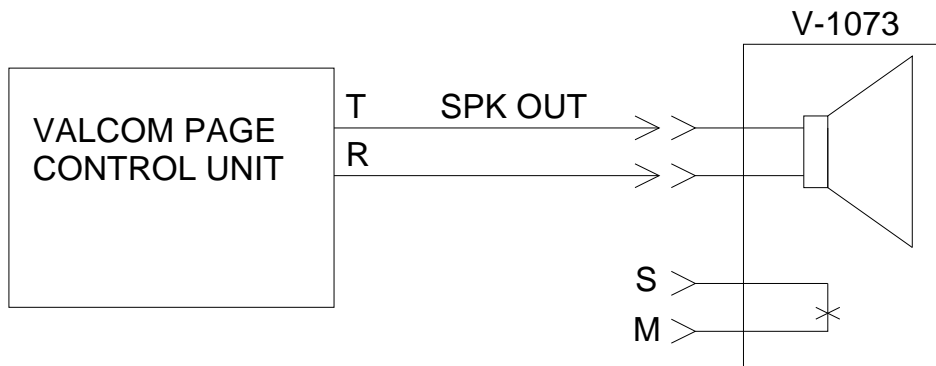 V-1073
T SPK OUT
VALCOM PAGE
CONTROL UNIT
R
S
M